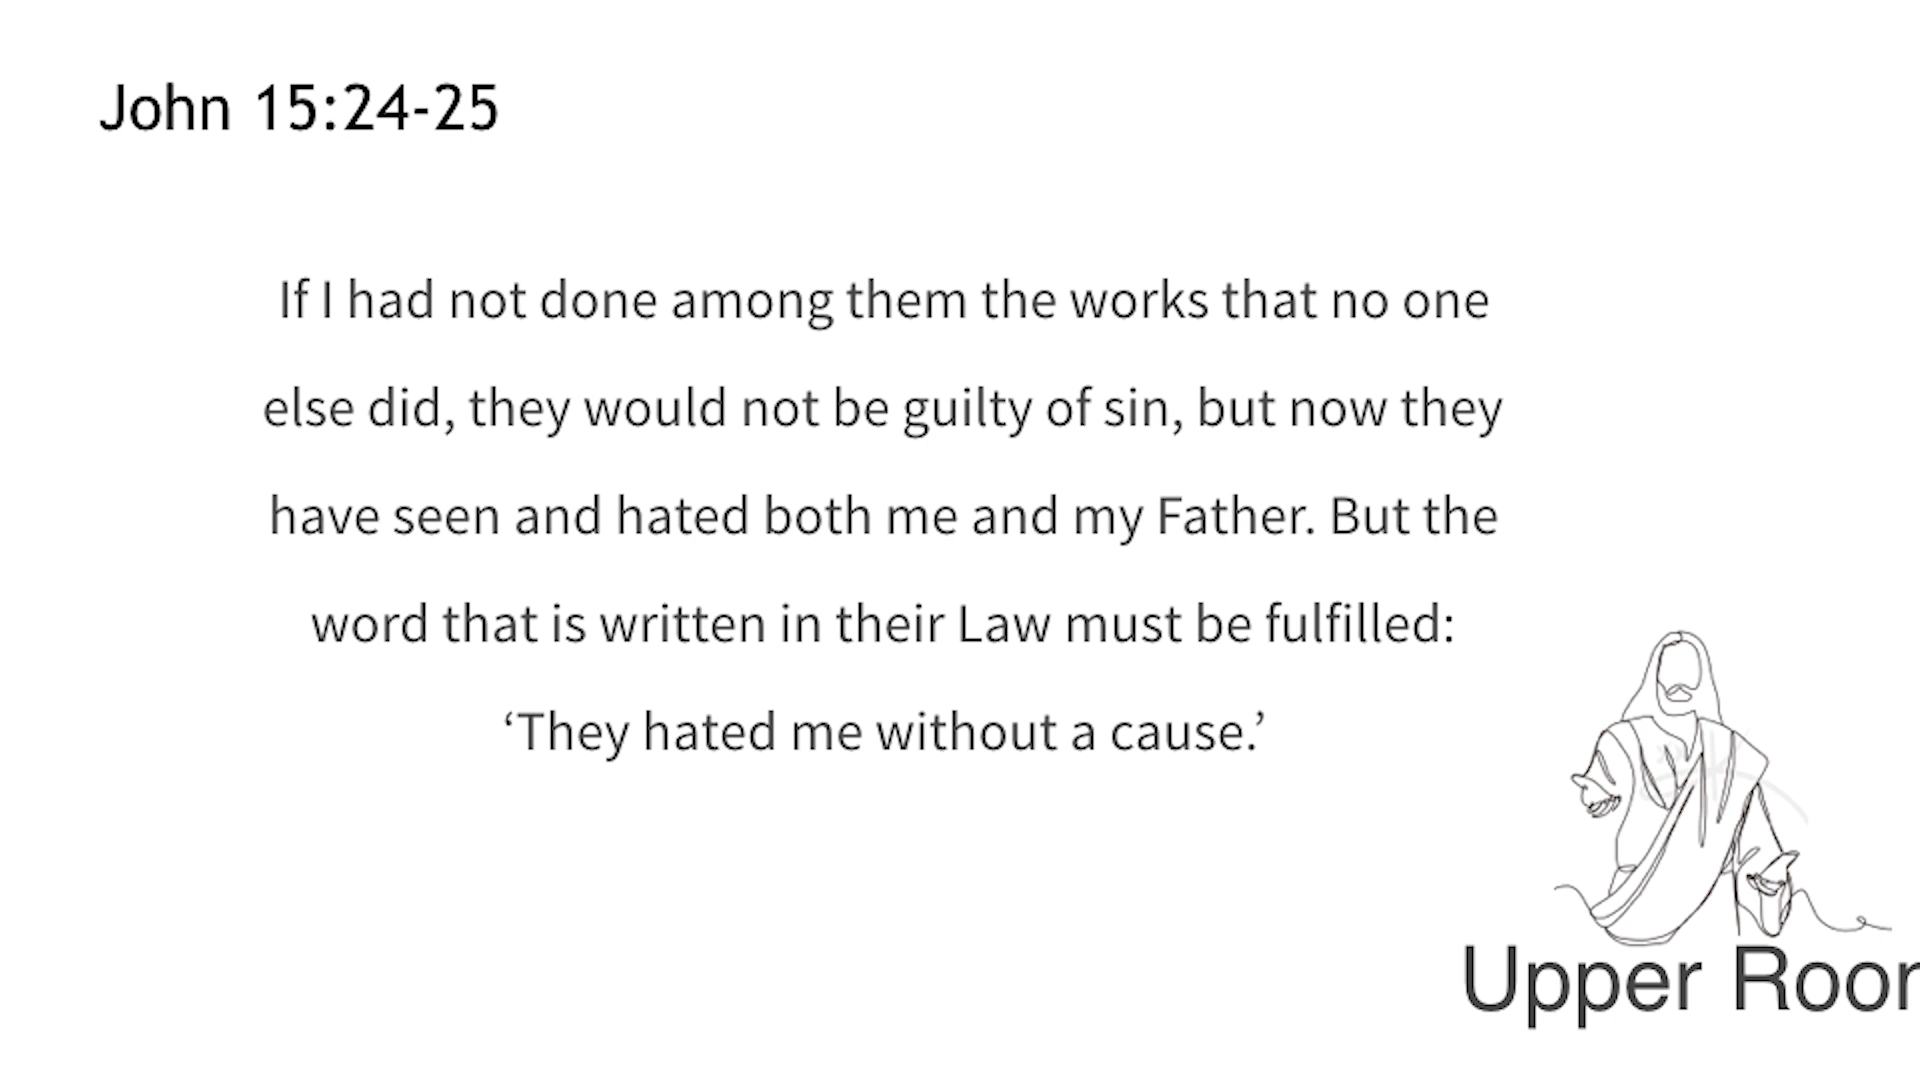 John 15:24-25
If I had not done among them the works that no one
else did, they would not be guilty of sin, but now they
have seen and hated both me and my Father. But the
word that is written in their Law must be fulfilled:
‘They hated me without a cause.’
Upper Roor